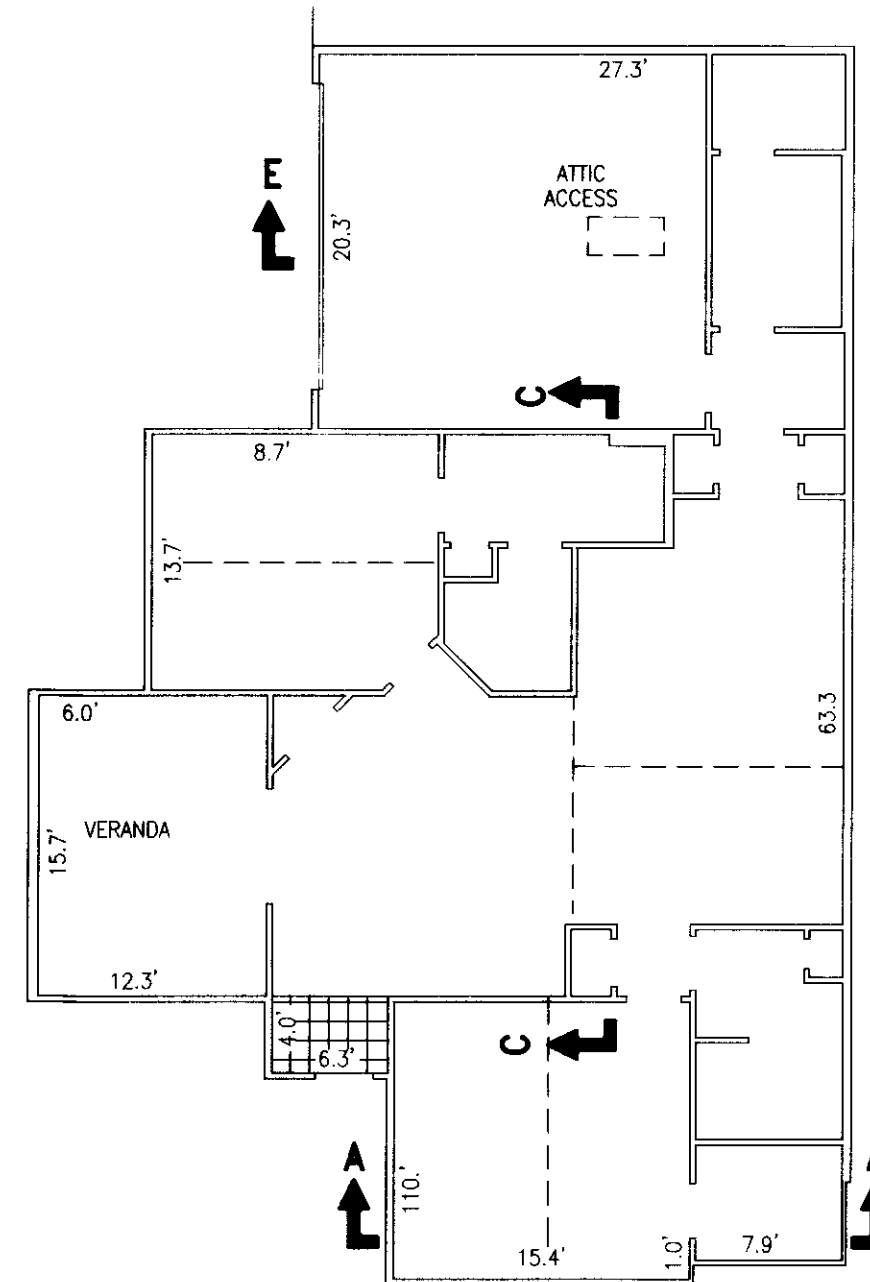 27.3'
ATTIC
ACCESS
E
20.3'
C
8.7'
13.7'
6.0'
63.3
VERANDA
15.7'
12.3'
4.0'
6.3'
C
A
110.'
15.4'
1.0'
7.9'